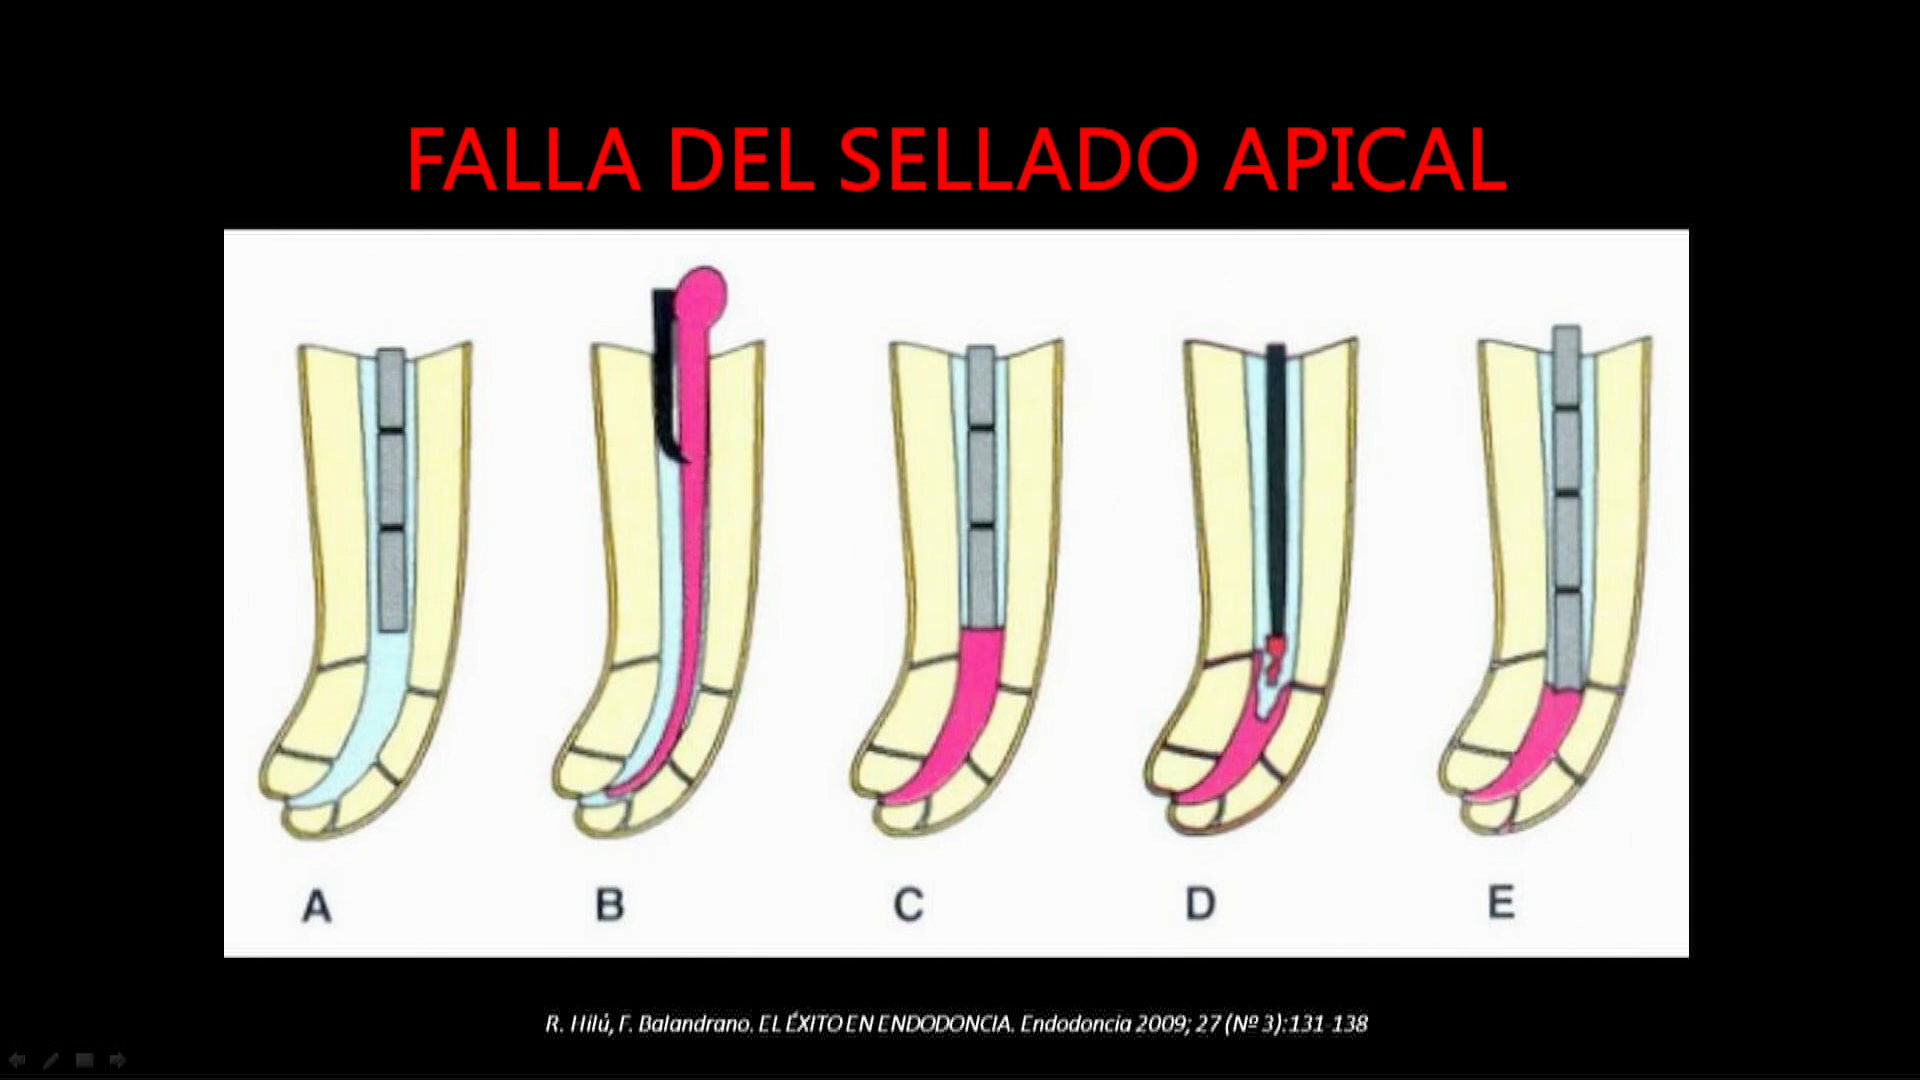 FALLA DEL SELLADO APICAL
A B C D E
R. Hilú, F. Balandrano. EL ÉXITO EN ENDODONCIA. Endodoncia 2009; 27 (Nº 3):131-138